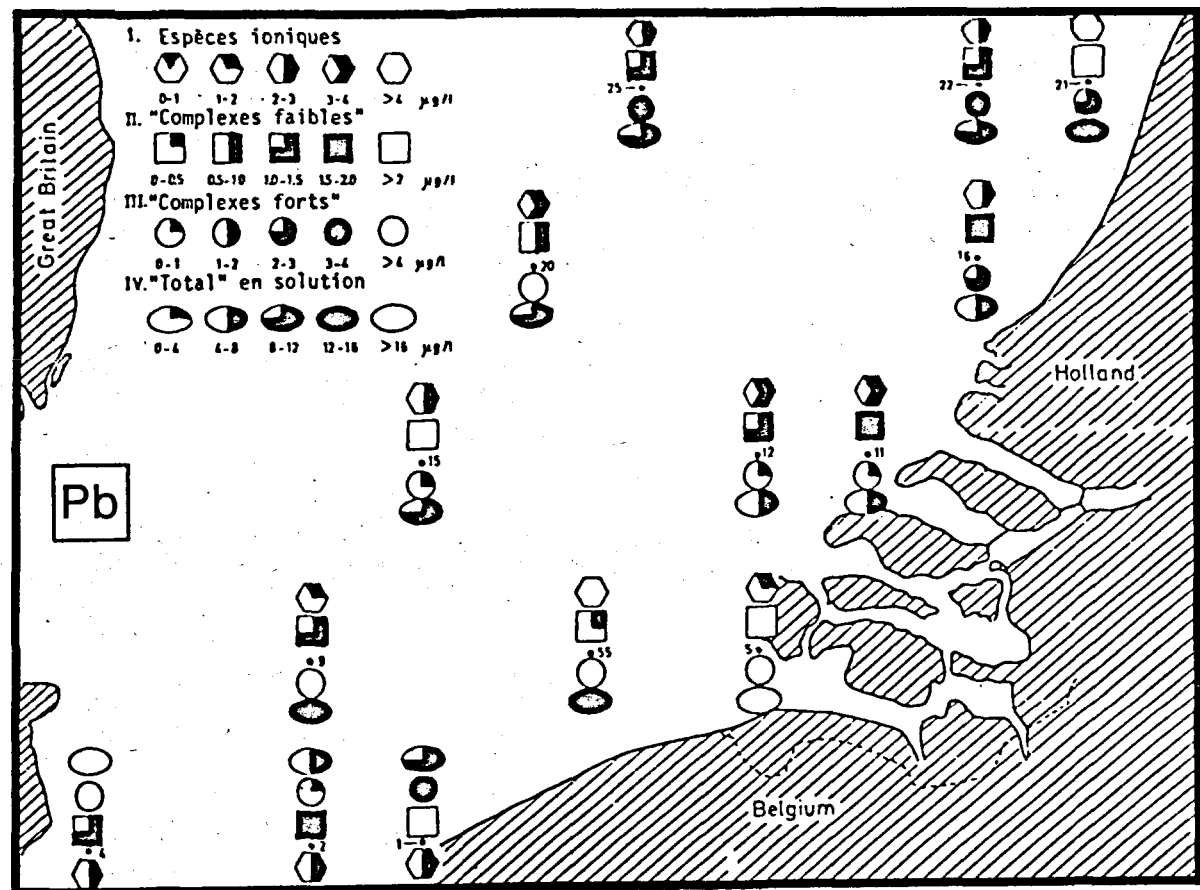 I. Espèces ioniques
0-1 1-2 2-3 3-4 >4 µg/l
II. "Complexes faibles"
0-0.5 0.5-1.0 1.0-1.5 1.5-2.0 >2 µg/l
III. "Complexes forts"
0-1 1-2 2-3 3-4 >4 µg/l
IV. "Total" en solution
0-4 4-8 8-12 12-16 >16 µg/l
Great Britain
25
22
21
20
16
Holland
15
12
11
Pb
9
55
5
Belgium
4
2
1